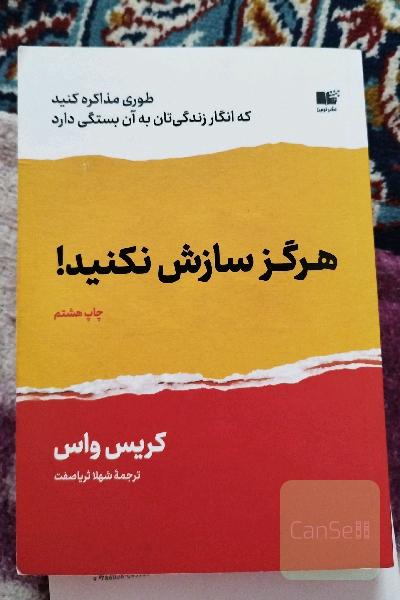 طوری مذاکره کنید
که انگار زندگی‌تان به آن بستگی دارد
هرگز سازش نکنید!
چاپ هشتم
کریس واس
ترجمهٔ شهلا ثریاصفت
CanSell